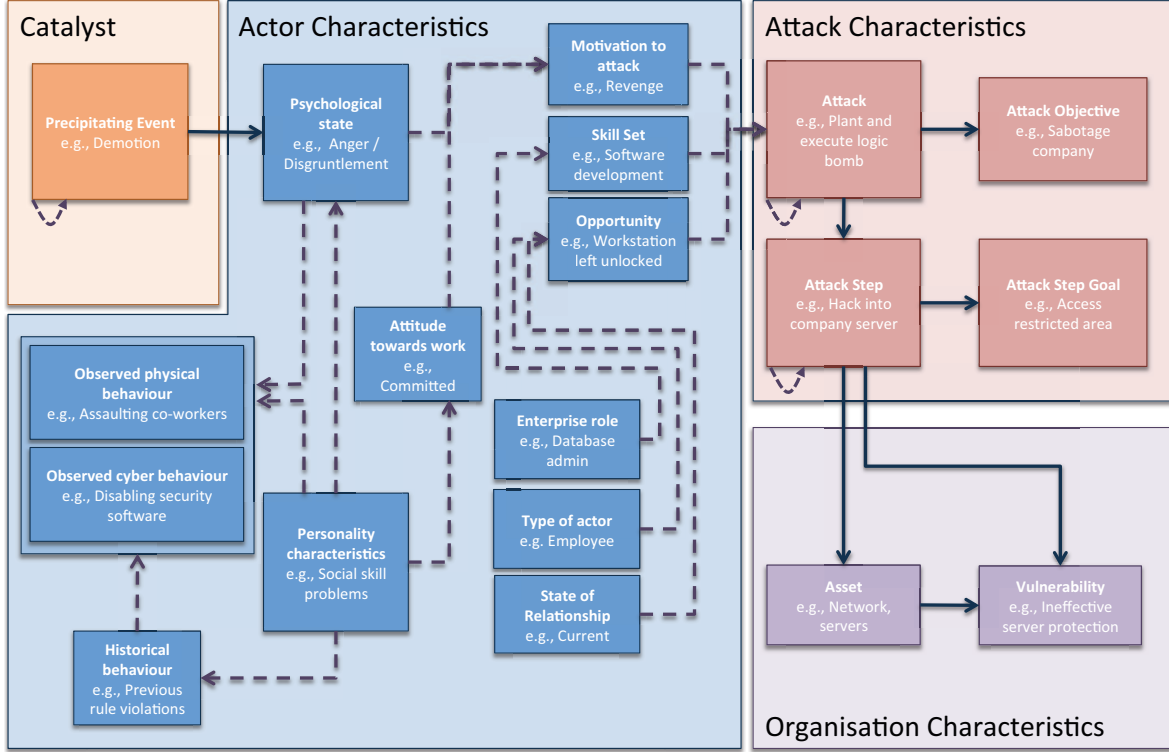 Catalyst
Precipitating Event
e.g., Demotion
Actor Characteristics
Psychological
state
e.g., Anger /
Disgruntlement
Motivation to
attack
e.g., Revenge
Skill Set
e.g., Software
development
Opportunity
e.g., Workstation
left unlocked
Attitude
towards work
e.g.,
Committed
Observed physical
behaviour
e.g., Assaulting co-workers
Observed cyber behaviour
e.g., Disabling security
software
Enterprise role
e.g., Database
admin
Personality
characteristics
e.g., Social skill
problems
Type of actor
e.g. Employee
State of
Relationship
e.g., Current
Historical
behaviour
e.g., Previous
rule violations
Attack Characteristics
Attack
e.g., Plant and
execute logic
bomb
Attack Objective
e.g., Sabotage
company
Attack Step
e.g., Hack into
company server
Attack Step Goal
e.g., Access
restricted area
Asset
e.g., Network,
servers
Vulnerability
e.g., Ineffective
server protection
Organisation Characteristics